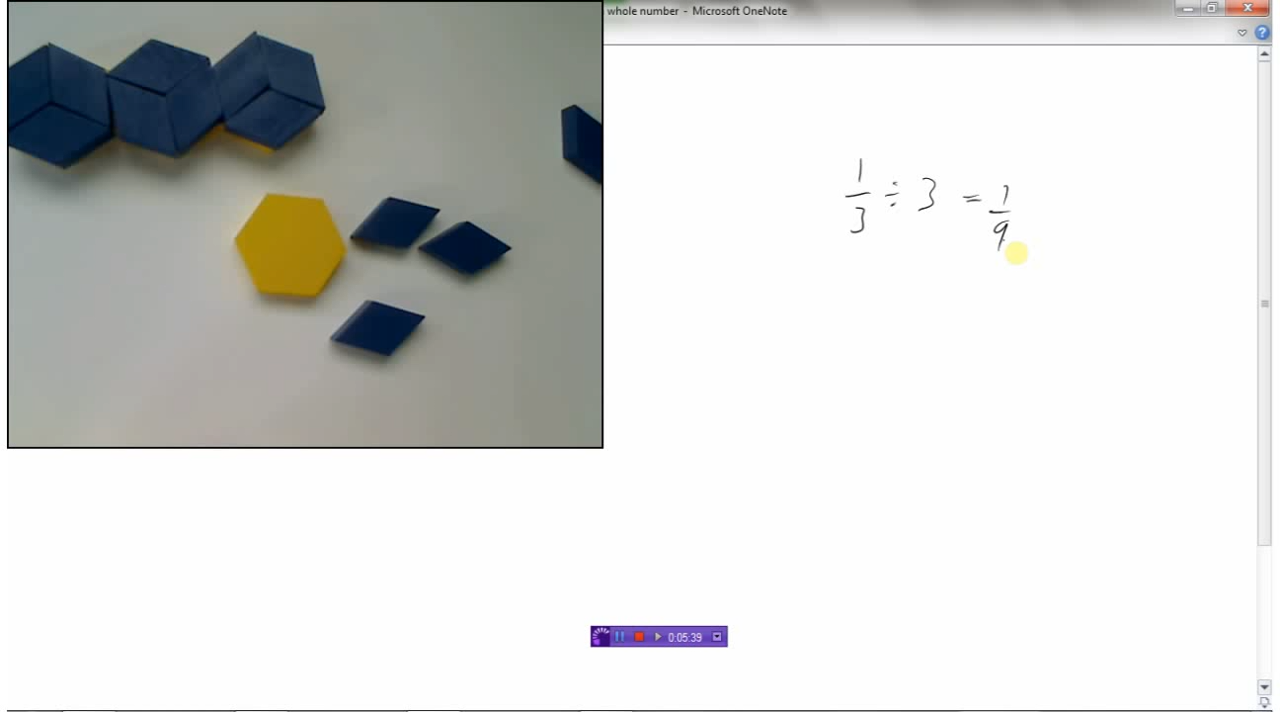 whole number - Microsoft OneNote
1/3 ÷ 3 = 1/9
0:05:39